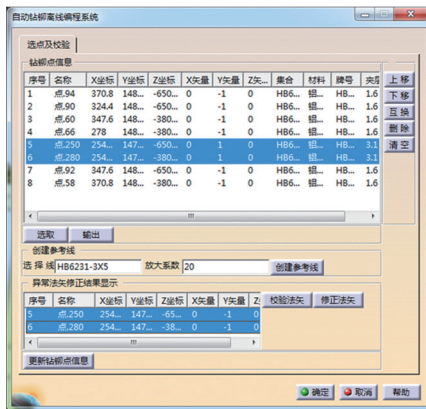 自动钻铆离线编程系统
选点及校验
钻铆点信息
序号 名称 X坐标 Y坐标 Z坐标 X矢量 Y矢量 Z矢... 集合 材料 牌号 夹层
1 点.94 370.8 148... -650... 0 -1 0 HB6... 铝... HB... 1.6
2 点.90 324.4 148... -650... 0 -1 0 HB6... 铝... HB... 1.6
3 点.60 347.6 148... -380... 0 -1 0 HB6... 铝... HB... 1.6
4 点.66 278 148... -380... 0 -1 0 HB6... 铝... HB... 1.6
5 点.250 254... 147... -650... 0 1 0 HB6... 铝... HB... 3.1
6 点.280 254... 147... -380... 0 1 0 HB6... 铝... HB... 3.1
7 点.92 347.6 148... -650... 0 -1 0 HB6... 铝... HB... 1.6
8 点.58 370.8 148... -380... 0 -1 0 HB6... 铝... HB... 1.6
上移
下移
互换
删除
清空
选取 输出
创建参考线
选择线 HB6231-3X5 放大系数 20 创建参考线
异常法矢修正结果显示
序号 名称 X坐标 Y坐标 Z坐标 X矢量 Y矢量 Z
5 点.250 254... 147... -65... 0 -1 0
6 点.280 254... 147... -38... 0 -1 0
校验法矢 修正法矢
更新钻铆点信息
确定 取消 帮助